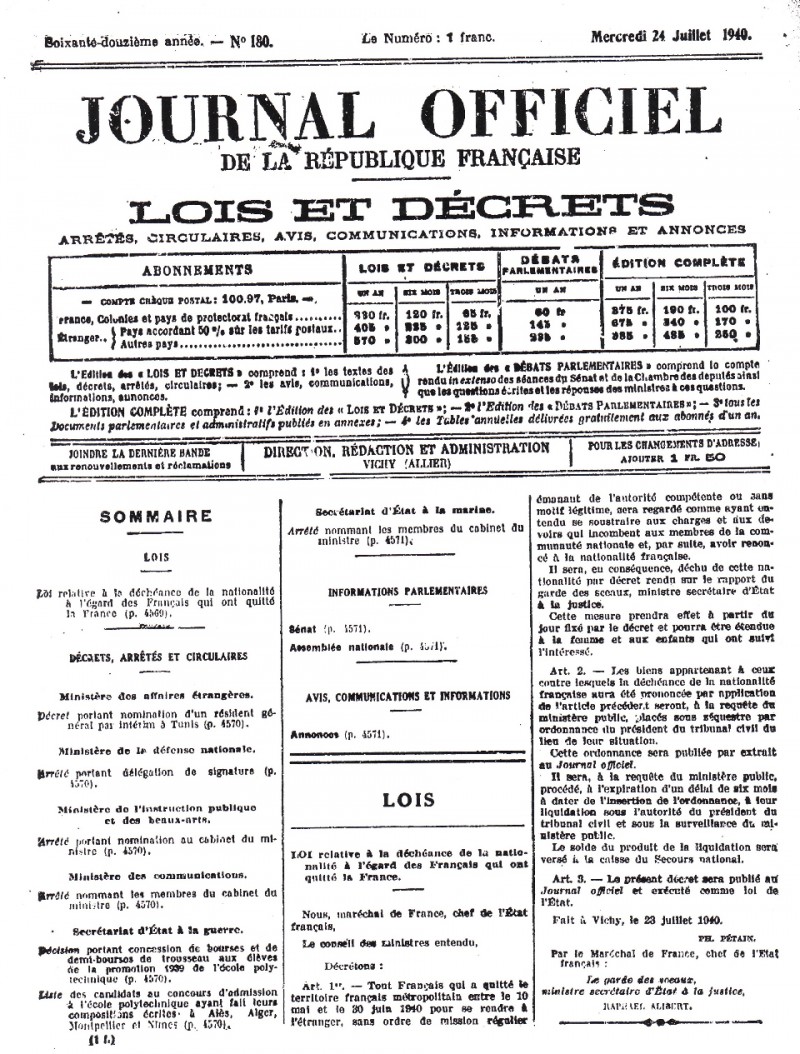 Soixante-douzième année. — N° 180.
Le Numéro : 1 franc.
Mercredi 24 Juillet 1940.
JOURNAL OFFICIEL
DE LA RÉPUBLIQUE FRANÇAISE
LOIS ET DÉCRETS
ARRÊTÉS, CIRCULAIRES, AVIS, COMMUNICATIONS, INFORMATIONS ET ANNONCES
ABONNEMENTS
LOIS ET DÉCRETS
DÉBATS PARLEMENTAIRES
ÉDITION COMPLÈTE
— COMPTE CHÈQUE POSTAL : 100.97, Paris. —
UN AN SIX MOIS TROIS MOIS UN AN UN AN SIX MOIS TROIS MOIS
France, Colonies et pays de protectorat français 120 fr. 65 fr. 60 fr. 190 fr. 100 fr.
Étranger.. Pays accordant 50 % sur les tarifs postaux.. 405 » 125 » 145 » 675 » 340 » 170 »
Autres pays 570 » 300 » 485 »
L'Édition des « LOIS ET DÉCRETS » comprend : 1° les textes des
lois, décrets, arrêtés, circulaires ; — 2° les avis, communications,
informations, annonces.
L'Édition des « DÉBATS PARLEMENTAIRES » comprend le compte
rendu in extenso des séances du Sénat et de la Chambre des députés ainsi
que les questions écrites et les réponses des ministres à ces questions.
L'ÉDITION COMPLÈTE comprend : 1° l'Édition des « LOIS ET DÉCRETS » ; — 2° l'Édition des « DÉBATS PARLEMENTAIRES » ; — 3° tous les
Documents parlementaires et administratifs publiés en annexes ; — 4° les Tables annuelles délivrées gratuitement aux abonnés d'un an.
JOINDRE LA DERNIÈRE BANDE
aux renouvellements et réclamations
DIRECTION, RÉDACTION ET ADMINISTRATION
VICHY (ALLIER)
POUR LES CHANGEMENTS D'ADRESSE,
AJOUTER 1 FR. 50
SOMMAIRE
LOIS
Loi relative à la déchéance de la nationalité
à l'égard des Français qui ont quitté
la France (p. 4569).
DÉCRETS, ARRÊTÉS ET CIRCULAIRES
Ministère des affaires étrangères.
Décret portant nomination d'un résident gé-
néral par intérim à Tunis (p. 4570).
Ministère de la défense nationale.
Arrêté portant délégation de signature (p.
4570).
Ministère de l'instruction publique
et des beaux-arts.
Arrêté portant nomination au cabinet du mi-
nistre (p. 4570).
Ministère des communications.
Arrêté nommant les membres du cabinet du
ministre (p. 4570).
Secrétariat d'État à la guerre.
Décision portant concession de bourses et de
demi-bourses de trousseau aux élèves
de la promotion 1939 de l'école poly-
technique (p. 4570).
Liste des candidats au concours d'admission
à l'école polytechnique ayant fait leurs
compositions écrites à Alès, Alger,
Montpellier et Nîmes (p. 4570).
(1 f.)
Secrétariat d'État à la marine.
Arrêté nommant les membres du cabinet du
ministre (p. 4571).
INFORMATIONS PARLEMENTAIRES
Sénat (p. 4571).
Assemblée nationale (p. 4571).
AVIS, COMMUNICATIONS ET INFORMATIONS
Annonces (p. 4571).
LOIS
LOI relative à la déchéance de la natio-
nalité à l'égard des Français qui ont
quitté la France.
Nous, maréchal de France, chef de l'État
français,
Le conseil des ministres entendu,
Décrétons :
Art. 1er. — Tout Français qui a quitté le
territoire français métropolitain entre le 10
mai et le 30 juin 1940 pour se rendre à
l'étranger, sans ordre de mission régulier
émanant de l'autorité compétente ou sans
motif légitime, sera regardé comme ayant en-
tendu se soustraire aux charges et aux de-
voirs qui incombent aux membres de la com-
munauté nationale et, par suite, avoir renon-
cé à la nationalité française.
Il sera, en conséquence, déchu de cette na-
tionalité par décret rendu sur le rapport du
garde des sceaux, ministre secrétaire d'État
à la justice.
Cette mesure prendra effet à partir du
jour fixé par le décret et pourra être étendue
à la femme et aux enfants qui ont suivi
l'intéressé.
Art. 2. — Les biens appartenant à ceux
contre lesquels la déchéance de la nationalité
française aura été prononcée par application
de l'article précédent seront, à la requête du
ministère public, placés sous séquestre par
ordonnance du président du tribunal civil du
lieu de leur situation.
Cette ordonnance sera publiée par extrait
au Journal officiel.
Il sera, à la requête du ministère public,
procédé, à l'expiration d'un délai de six mois
à dater de l'insertion de l'ordonnance, à leur
liquidation sous l'autorité du président du
tribunal civil et sous la surveillance du mi-
nistère public.
Le solde du produit de la liquidation sera
versé à la caisse du Secours national.
Art. 3. — Le présent décret sera publié au
Journal officiel et exécuté comme loi de
l'État.
Fait à Vichy, le 23 juillet 1940.
PH. PÉTAIN.
Par le Maréchal de France, chef de l'État
français :
Le garde des sceaux,
ministre secrétaire d'État à la justice,
RAPHAËL ALIBERT.